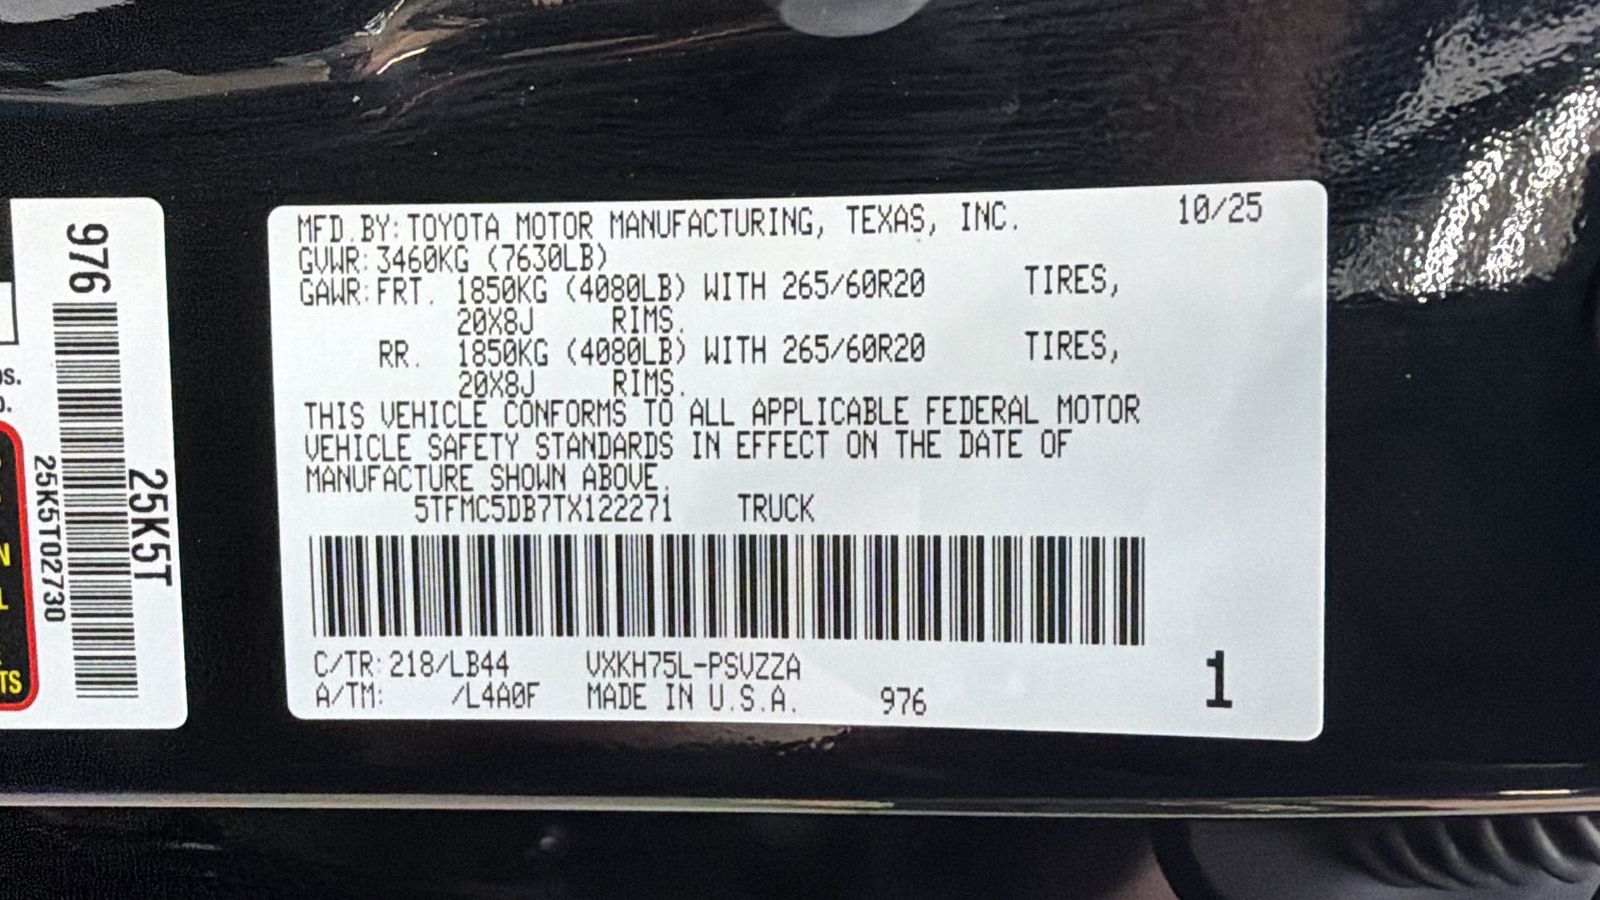 MFD.BY:TOYOTA MOTOR MANUFACTURING, TEXAS, INC. 10/25
GVWR:3460KG (7630LB)
GAWR:FRT. 1850KG (4080LB) WITH 265/60R20 TIRES,
20X8J RIMS.
RR. 1850KG (4080LB) WITH 265/60R20 TIRES,
20X8J RIMS.
THIS VEHICLE CONFORMS TO ALL APPLICABLE FEDERAL MOTOR
VEHICLE SAFETY STANDARDS IN EFFECT ON THE DATE OF
MANUFACTURE SHOWN ABOVE.
5TFMC5DB7TX122271 TRUCK
C/TR:218/LB44 VXKH75L-PSVZZA
A/TM: /L4A0F MADE IN U.S.A. 976
1
976
25K5T
25K5T02730